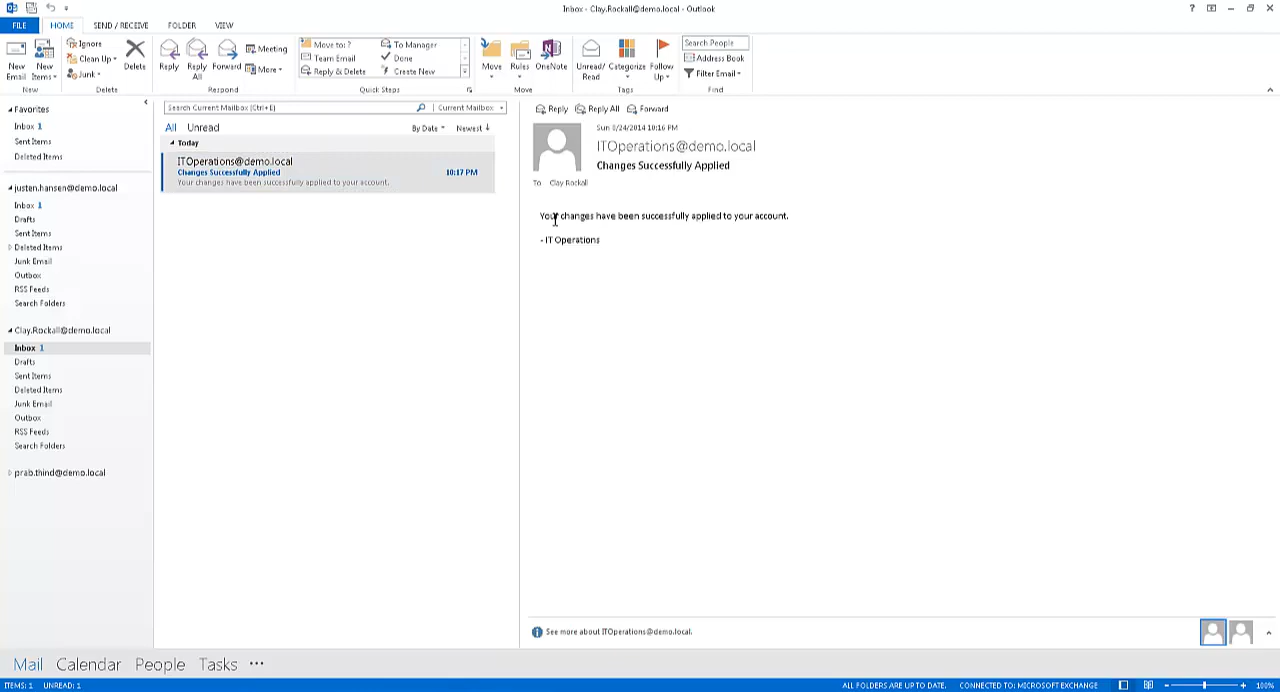 Inbox - Clay.Rockall@demo.local - Outlook
FILE HOME SEND / RECEIVE FOLDER VIEW
New Email
New Items
New
Ignore
Clean Up
Junk
Delete
Delete
Reply
Reply All
Forward
Meeting
More
Respond
Move to: ?
Team Email
Reply & Delete
To Manager
Done
Create New
Quick Steps
Move
Rules
OneNote
Move
Unread/ Read
Categorize
Follow Up
Tags
Search People
Address Book
Filter Email
Find
Favorites
Inbox 1
Sent Items
Deleted Items
justen.hansen@demo.local
Inbox 1
Drafts
Sent Items
Deleted Items
Junk Email
Outbox
RSS Feeds
Search Folders
Clay.Rockall@demo.local
Inbox 1
Drafts
Sent Items
Deleted Items
Junk Email
Outbox
RSS Feeds
Search Folders
prab.thind@demo.local
Search Current Mailbox (Ctrl+E)
Current Mailbox
All Unread
By Date Newest
Today
ITOperations@demo.local
Changes Successfully Applied 10:17 PM
Your changes have been successfully applied to your account.
Reply Reply All Forward
Sun 8/24/2014 10:16 PM
ITOperations@demo.local
Changes Successfully Applied
To Clay Rockall
Your changes have been successfully applied to your account.
- IT Operations
See more about ITOperations@demo.local.
Mail Calendar People Tasks
ITEMS: 1 UNREAD: 1
ALL FOLDERS ARE UP TO DATE. CONNECTED TO: MICROSOFT EXCHANGE
100%